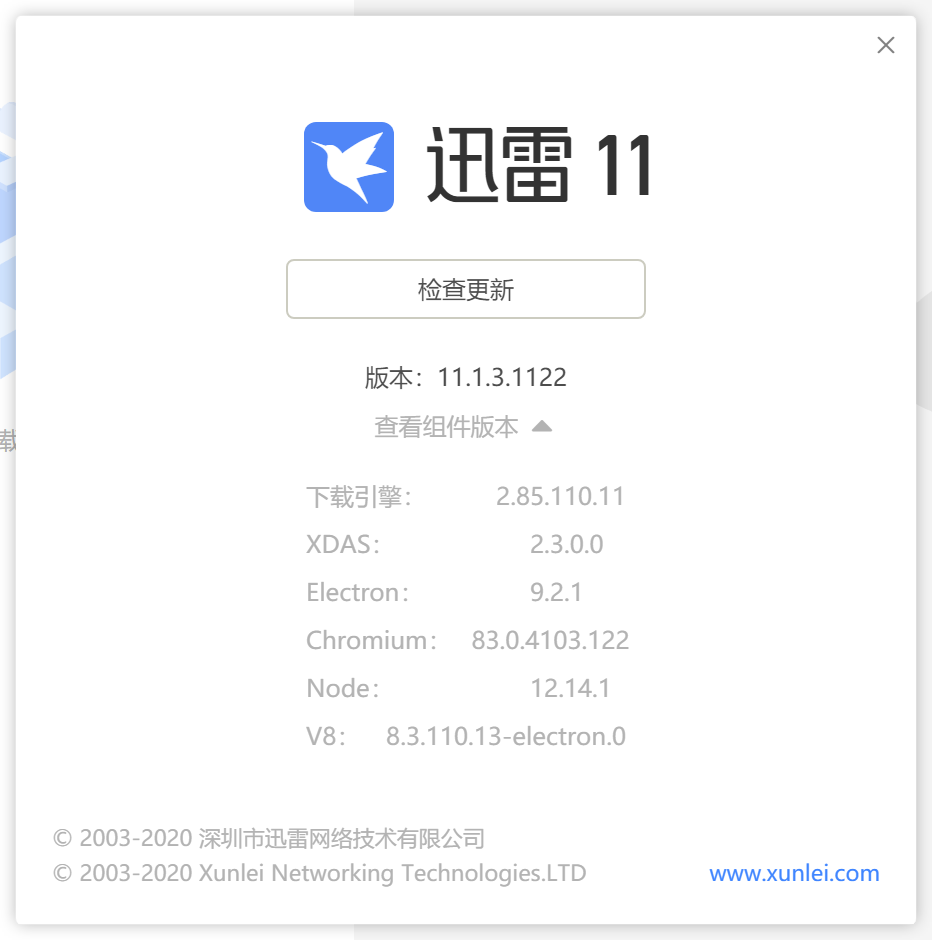 迅雷 11
检查更新
版本：11.1.3.1122
查看组件版本
载
下载引擎： 2.85.110.11
XDAS： 2.3.0.0
Electron： 9.2.1
Chromium： 83.0.4103.122
Node： 12.14.1
V8： 8.3.110.13-electron.0
© 2003-2020 深圳市迅雷网络技术有限公司
© 2003-2020 Xunlei Networking Technologies.LTD www.xunlei.com